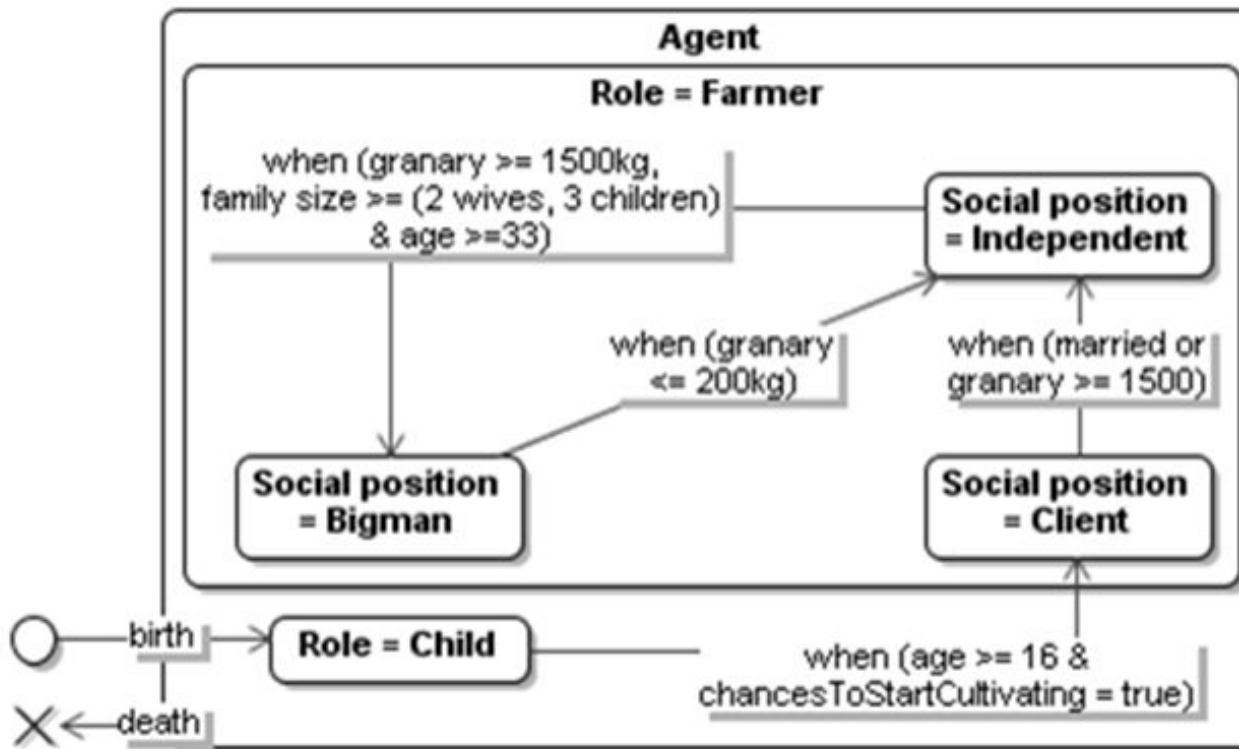 Agent
Role = Farmer
when (granary >= 1500kg,
family size >= (2 wives, 3 children)
& age >=33)
Social position
= Independent
when (granary
<= 200kg)
when (married or
granary >= 1500)
Social position
= Bigman
Social position
= Client
birth
Role = Child
when (age >= 16 &
chancesToStartCultivating = true)
death